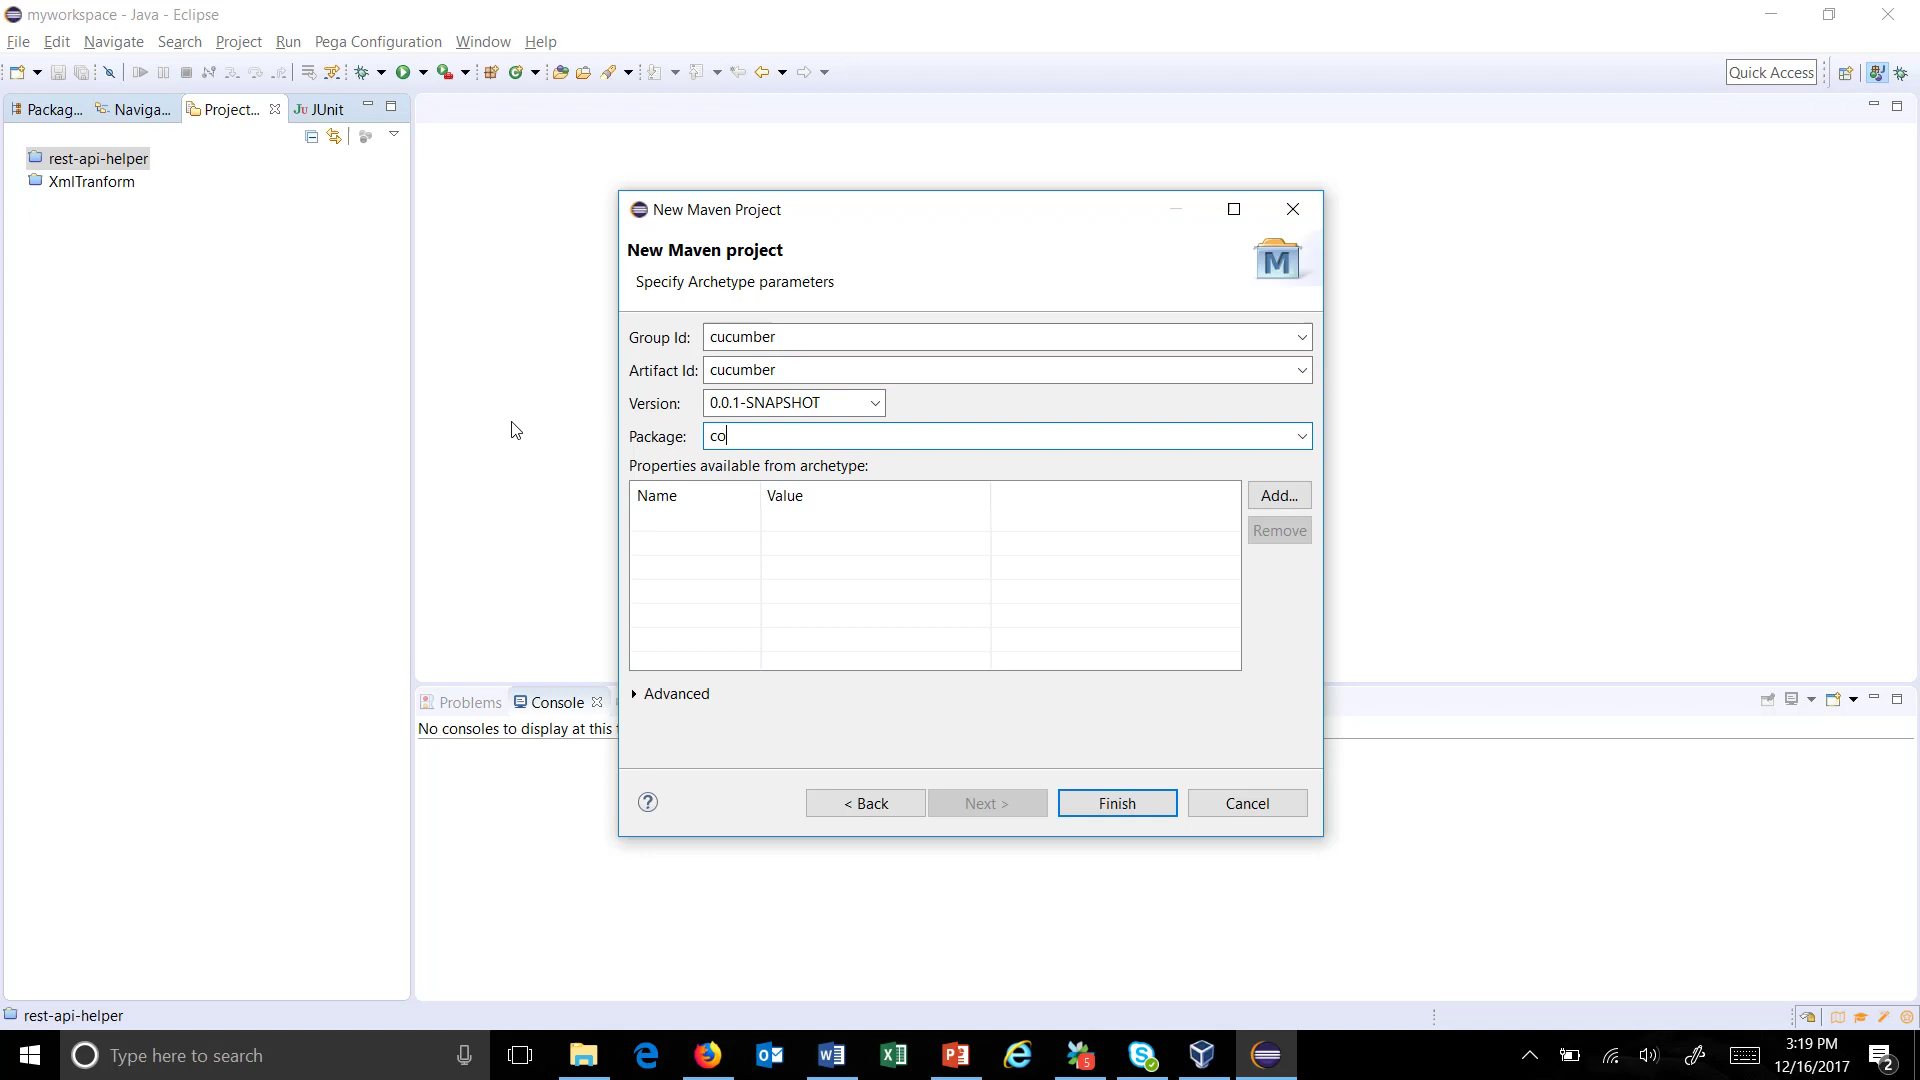 myworkspace - Java - Eclipse
File Edit Navigate Search Project Run Pega Configuration Window Help
Quick Access
Packag... Naviga... Project... JUnit
rest-api-helper
XmlTranform
New Maven Project
New Maven project
M
Specify Archetype parameters
Group Id: cucumber
Artifact Id: cucumber
Version: 0.0.1-SNAPSHOT
Package: co
Properties available from archetype:
Name Value Add...
Remove
Advanced
Problems Console
No consoles to display at this
? < Back Next > Finish Cancel
rest-api-helper
Type here to search
3:19 PM
12/16/2017
5
2